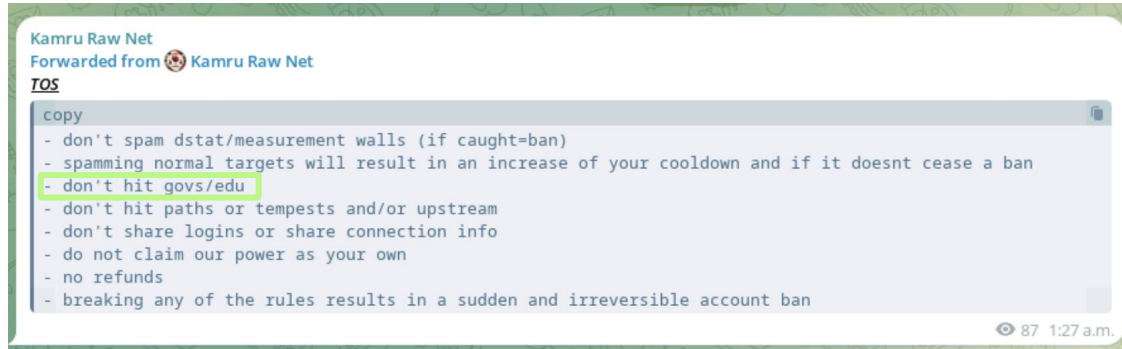 Kamru Raw Net
Forwarded from Kamru Raw Net
TOS
copy
- don't spam dstat/measurement walls (if caught=ban)
- spamming normal targets will result in an increase of your cooldown and if it doesnt cease a ban
- don't hit govs/edu
- don't hit paths or tempests and/or upstream
- don't share logins or share connection info
- do not claim our power as your own
- no refunds
- breaking any of the rules results in a sudden and irreversible account ban
87 1:27 a.m.